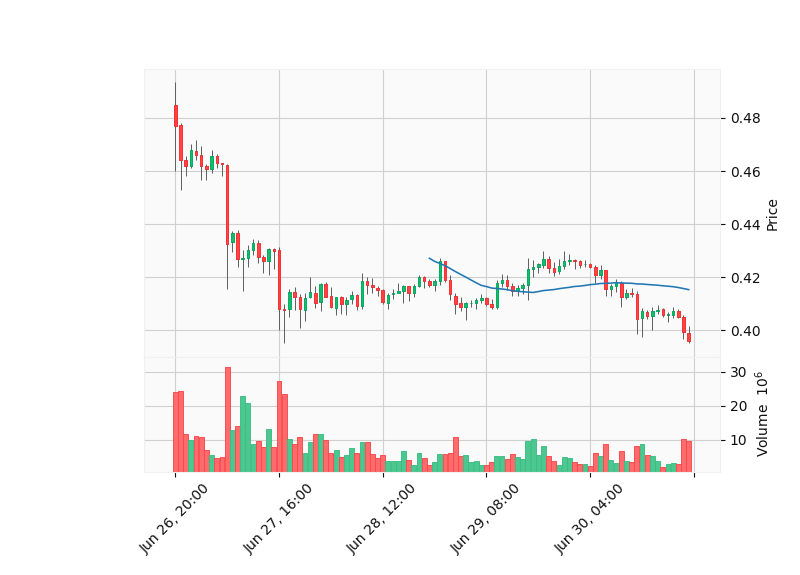 0.48
0.46
0.44
0.42
0.40
Price
30
20
10
Volume 10^6
Jun 26, 20:00
Jun 27, 16:00
Jun 28, 12:00
Jun 29, 08:00
Jun 30, 04:00